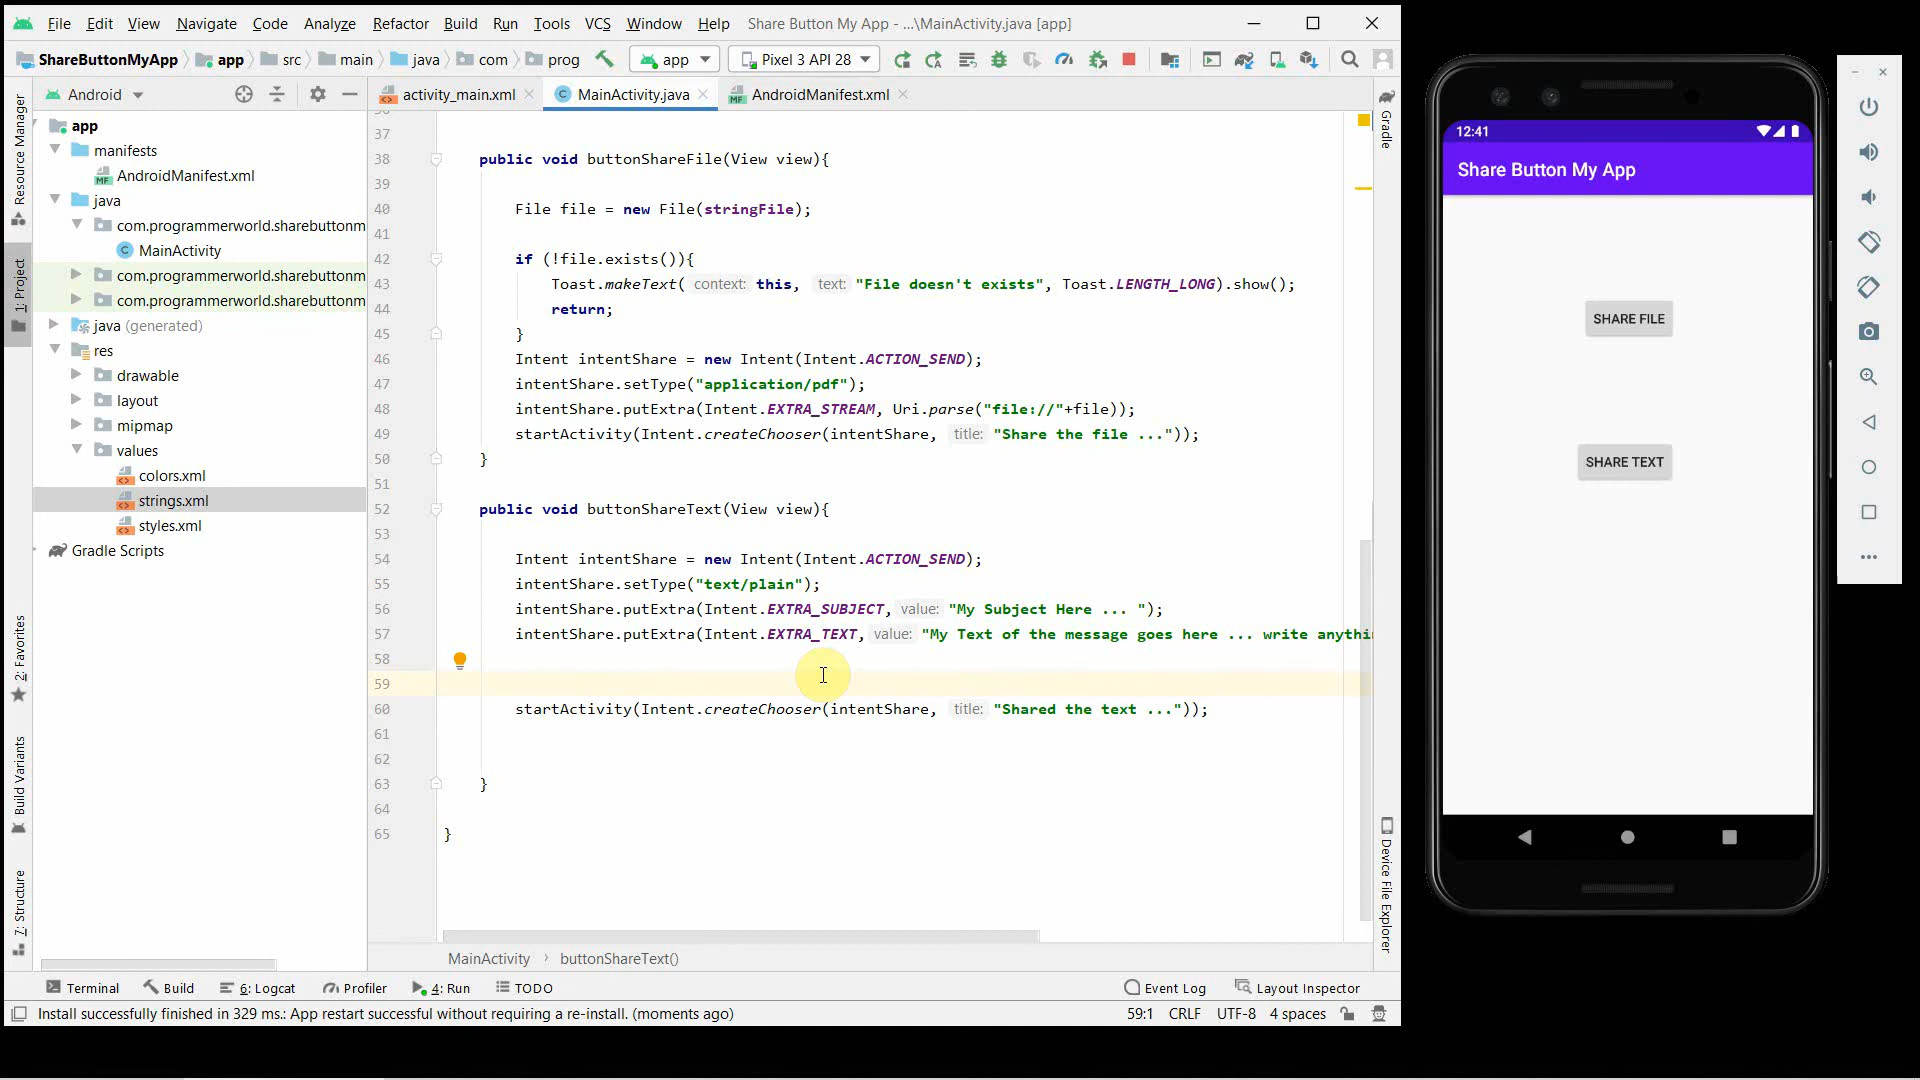 File Edit View Navigate Code Analyze Refactor Build Run Tools VCS Window Help Share Button My App - ...\MainActivity.java [app]
ShareButtonMyApp app src main java com prog app Pixel 3 API 28
Android
activity_main.xml MainActivity.java AndroidManifest.xml
Resource Manager
1: Project
2: Favorites
Build Variants
7: Structure
app
manifests
AndroidManifest.xml
java
com.programmerworld.sharebuttonm
MainActivity
com.programmerworld.sharebuttonm
com.programmerworld.sharebuttonm
java (generated)
res
drawable
layout
mipmap
values
colors.xml
strings.xml
styles.xml
Gradle Scripts
37
38 public void buttonShareFile(View view){
39
40 File file = new File(stringFile);
41
42 if (!file.exists()){
43 Toast.makeText( context: this, text: "File doesn't exists", Toast.LENGTH_LONG).show();
44 return;
45 }
46 Intent intentShare = new Intent(Intent.ACTION_SEND);
47 intentShare.setType("application/pdf");
48 intentShare.putExtra(Intent.EXTRA_STREAM, Uri.parse("file://"+file));
49 startActivity(Intent.createChooser(intentShare, title: "Share the file ..."));
50 }
51
52 public void buttonShareText(View view){
53
54 Intent intentShare = new Intent(Intent.ACTION_SEND);
55 intentShare.setType("text/plain");
56 intentShare.putExtra(Intent.EXTRA_SUBJECT, value: "My Subject Here ... ");
57 intentShare.putExtra(Intent.EXTRA_TEXT, value: "My Text of the message goes here ... write anythi
58
59
60 startActivity(Intent.createChooser(intentShare, title: "Shared the text ..."));
61
62
63 }
64
65 }
MainActivity › buttonShareText()
Gradle
Device File Explorer
Terminal Build 6: Logcat Profiler 4: Run TODO Event Log Layout Inspector
Install successfully finished in 329 ms.: App restart successful without requiring a re-install. (moments ago) 59:1 CRLF UTF-8 4 spaces
12:41
Share Button My App
SHARE FILE
SHARE TEXT